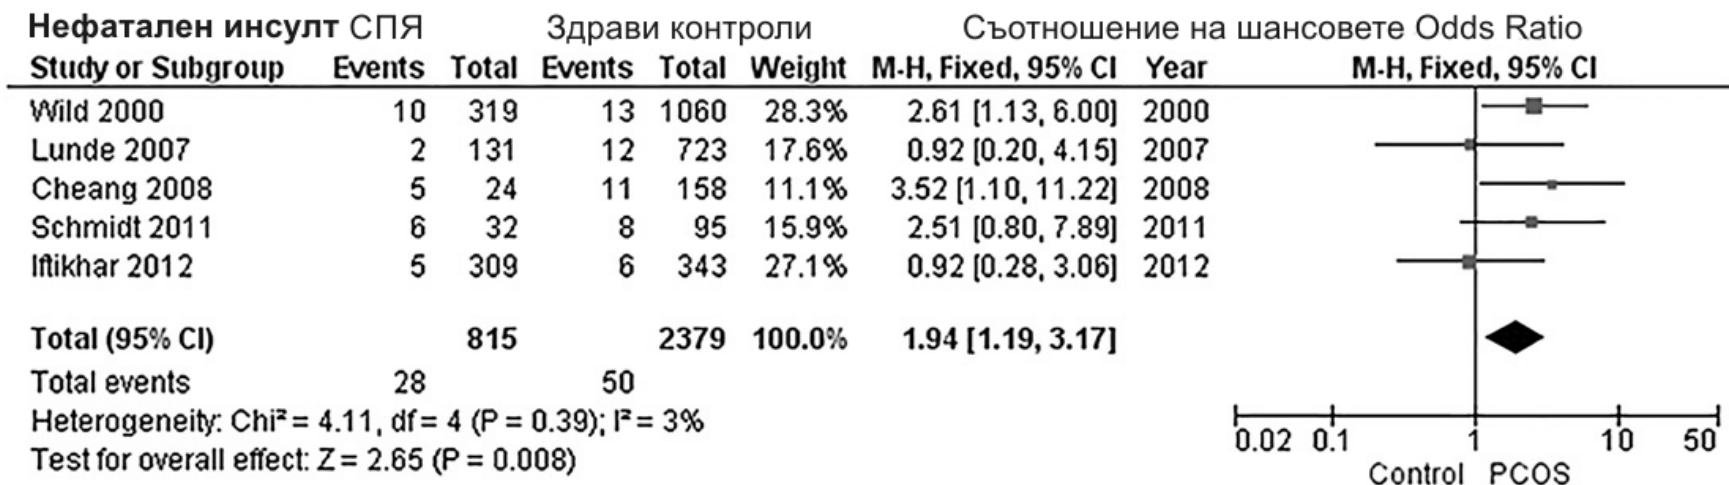 Нефатален инсулт СПЯ Здрави контроли Съотношение на шансовете Odds Ratio
Study or Subgroup Events Total Events Total Weight M-H, Fixed, 95% CI Year M-H, Fixed, 95% CI
Wild 2000 10 319 13 1060 28.3% 2.61 [1.13, 6.00] 2000
Lunde 2007 2 131 12 723 17.6% 0.92 [0.20, 4.15] 2007
Cheang 2008 5 24 11 158 11.1% 3.52 [1.10, 11.22] 2008
Schmidt 2011 6 32 8 95 15.9% 2.51 [0.80, 7.89] 2011
Iftikhar 2012 5 309 6 343 27.1% 0.92 [0.28, 3.06] 2012
Total (95% CI) 815 2379 100.0% 1.94 [1.19, 3.17]
Total events 28 50
Heterogeneity: Chi² = 4.11, df = 4 (P = 0.39); I² = 3%
Test for overall effect: Z = 2.65 (P = 0.008)
0.02 0.1 1 10 50
Control PCOS